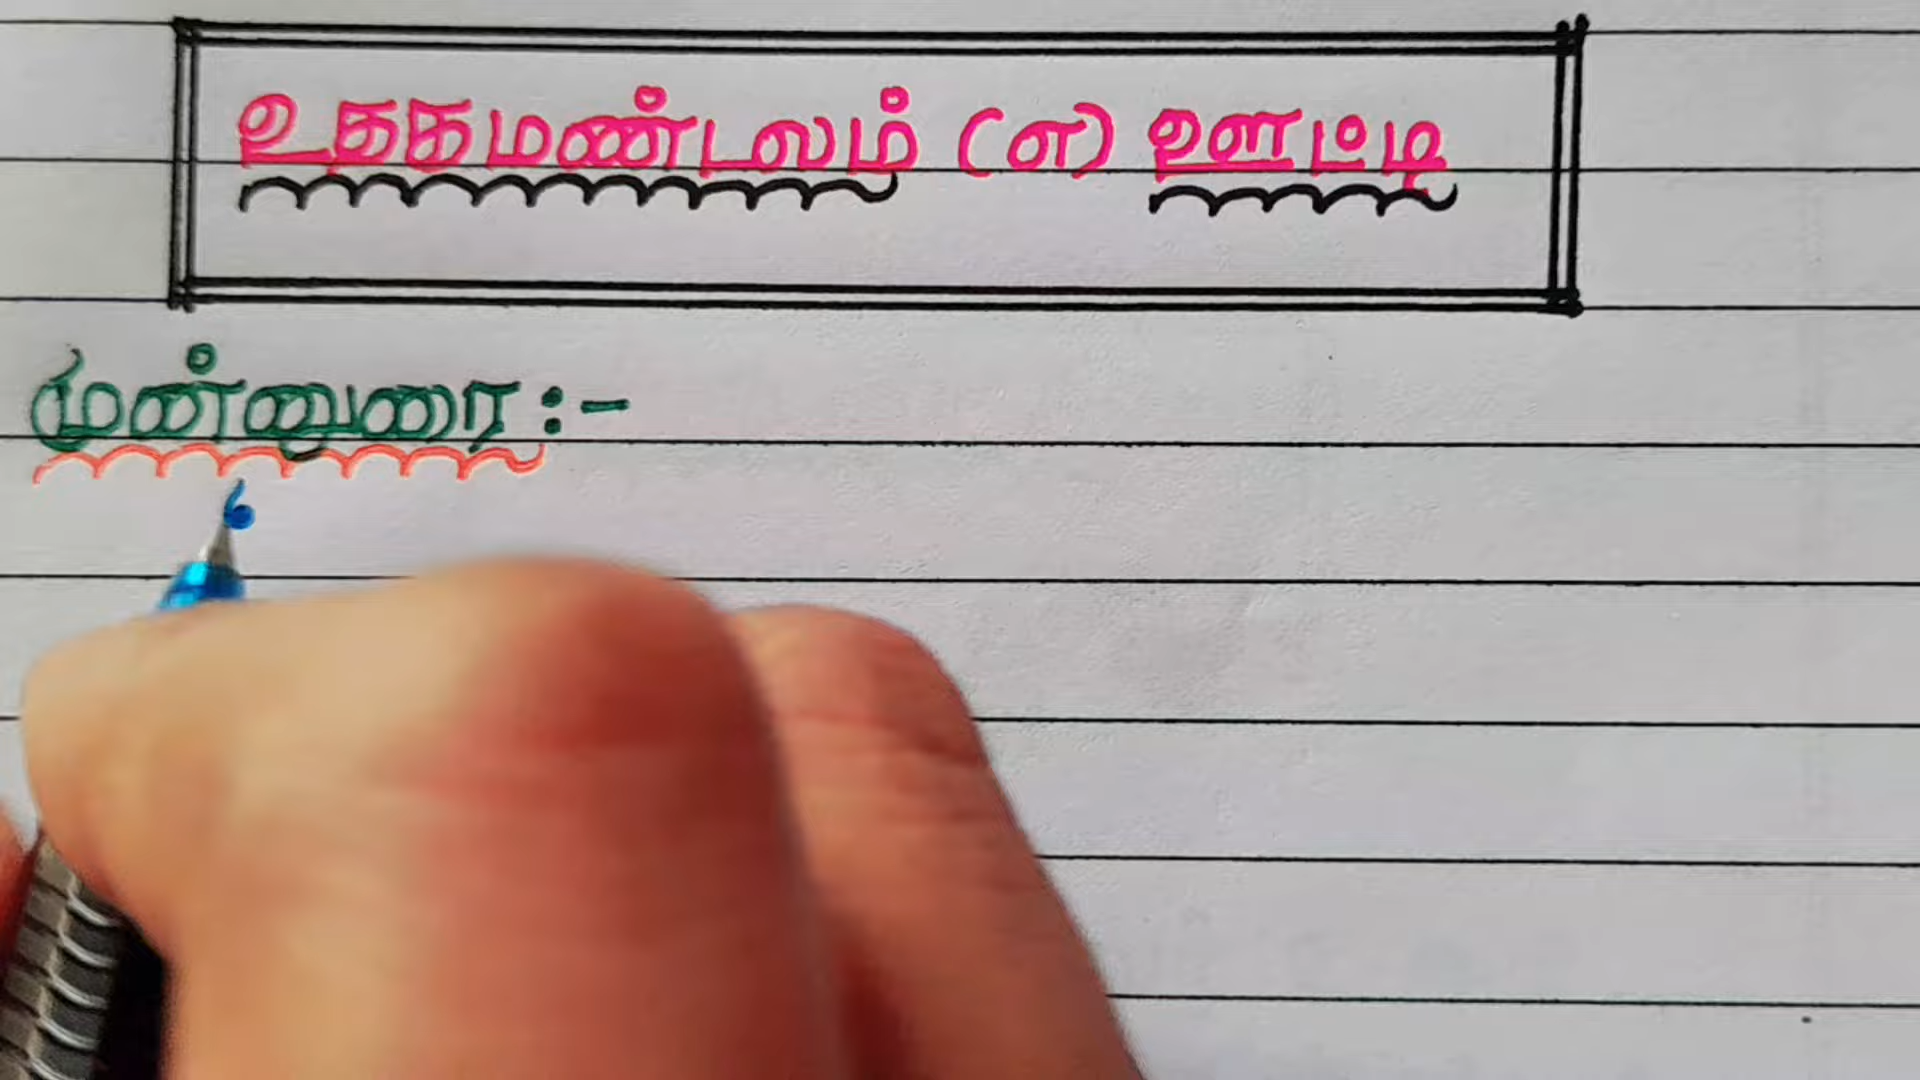 உதகமண்டலம் (எ) ஊட்டி
முன்னுரை :-